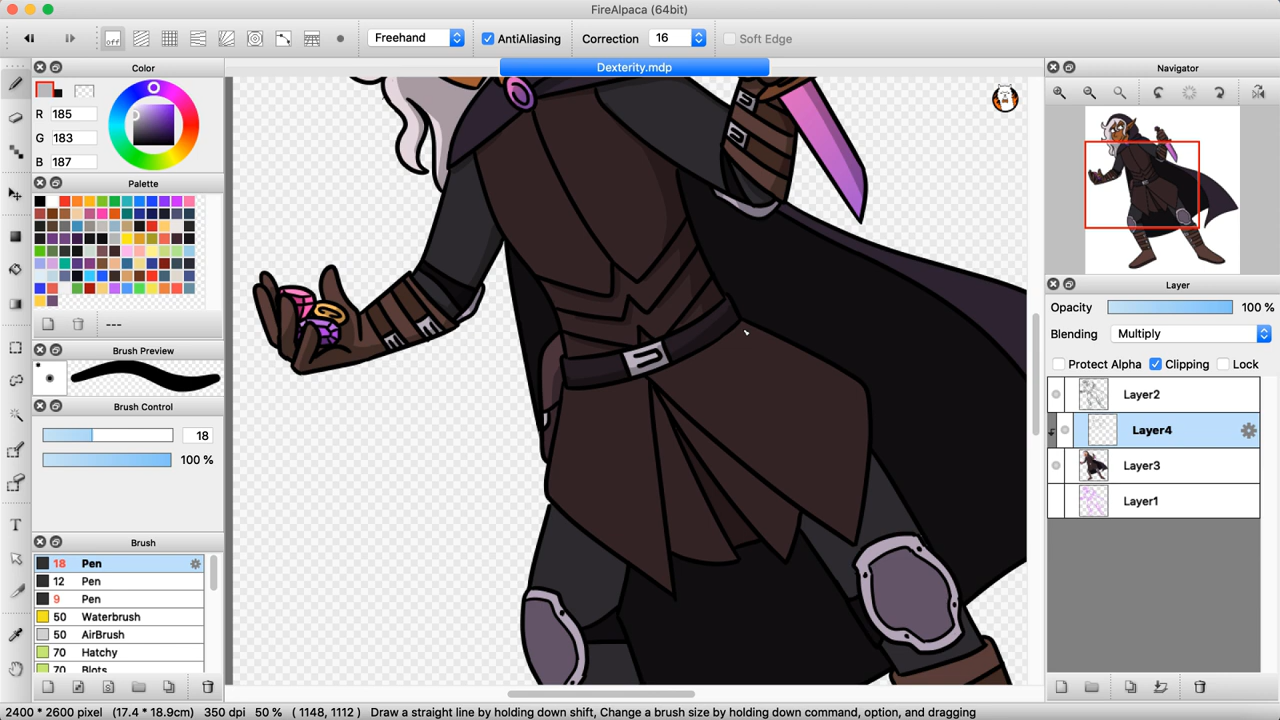 FireAlpaca (64bit)
off
Freehand
AntiAliasing
Correction
16
Soft Edge
Color
Dexterity.mdp
Navigator
R 185
G 183
B 187
Palette
---
Layer
Opacity 100 %
Blending Multiply
Protect Alpha Clipping Lock
Brush Preview
Layer2
Brush Control
Layer4
18
Layer3
100 %
Layer1
T
Brush
18 Pen
12 Pen
9 Pen
50 Waterbrush
50 AirBrush
70 Hatchy
70 Blots
2400 * 2600 pixel (17.4 * 18.9cm) 350 dpi 50 % ( 1148, 1112 ) Draw a straight line by holding down shift, Change a brush size by holding down command, option, and dragging